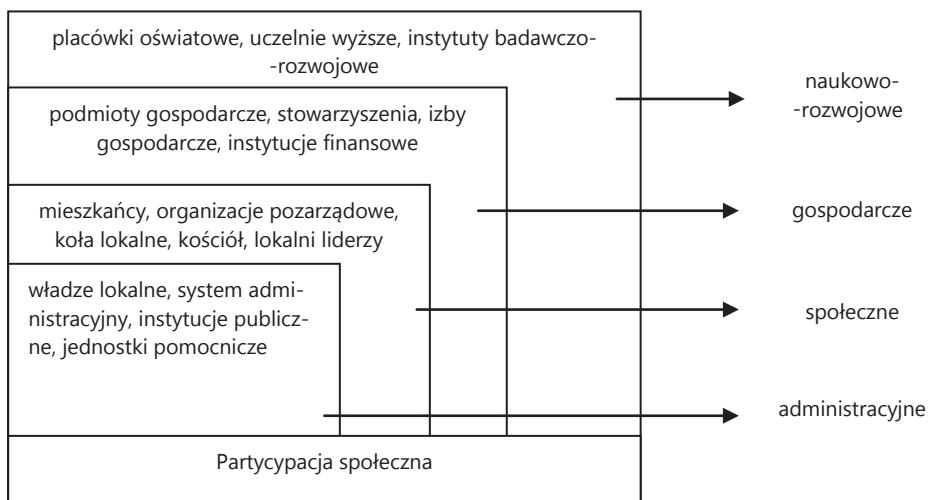 placówki oświatowe, uczelnie wyższe, instytuty badawczo-
-rozwojowe
naukowo-
-rozwojowe
podmioty gospodarcze, stowarzyszenia, izby
gospodarcze, instytucje finansowe
gospodarcze
mieszkańcy, organizacje pozarządowe,
koła lokalne, kościół, lokalni liderzy
społeczne
władze lokalne, system admi-
nistracyjny, instytucje publicz-
ne, jednostki pomocnicze
administracyjne
Partycypacja społeczna